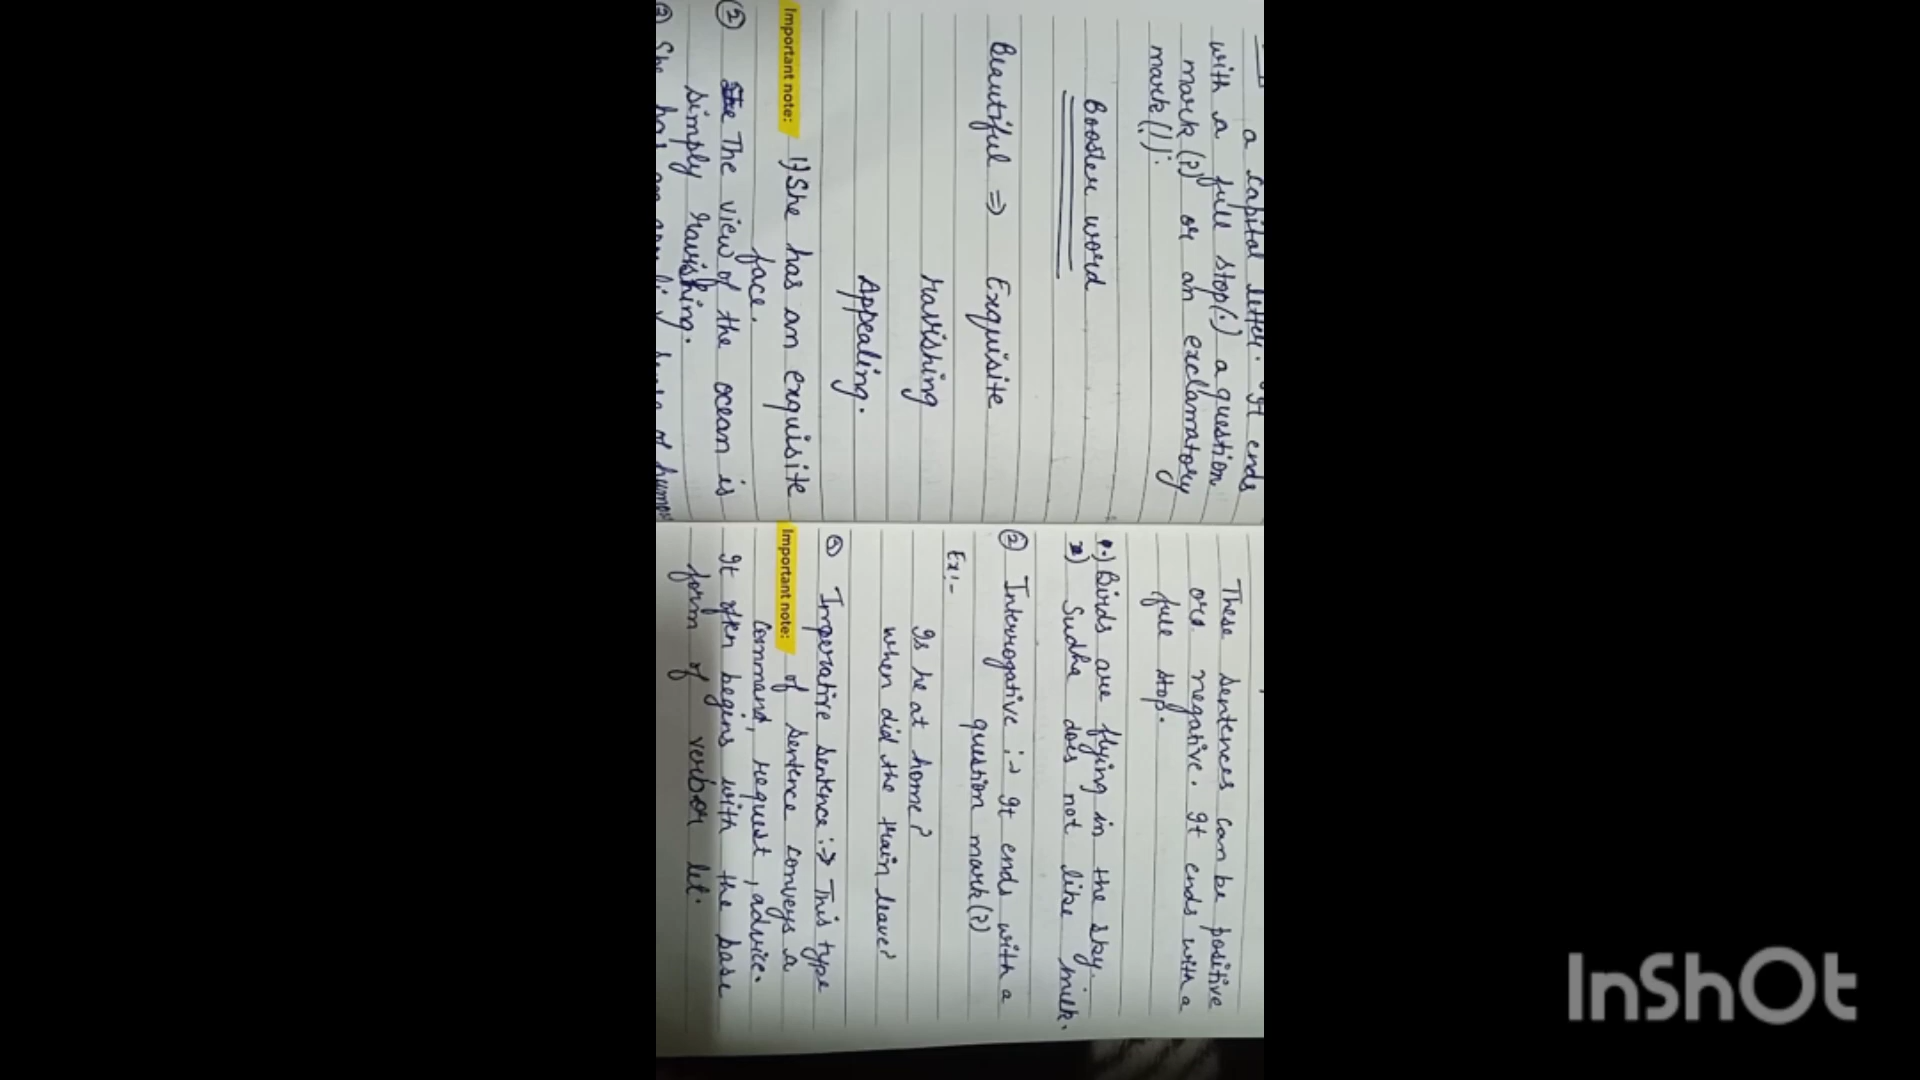 a capital letter. It ends
with a full stop(.) a question
mark (?) or an exclamatory
mark(!).
Booster word
Beautiful ⇒ Exquisite
ravishing
Appealing.
Important note:
1) She has an exquisite
face.
② The view of the ocean is
simply ravishing.
③ She has an
of
These sentences can be positive
or negative. It ends with a
full stop.
1.) Birds are flying in the sky.
2) Sudha does not like milk.
② Interrogative :→ It ends with a
question mark(?)
Ex:-
Is he at home?
When did the train leave?
③ Imperative sentence :→ This type
Important note:
of sentence conveys a
command, request, advice.
It often begins with the base
form of verb or let.
InShOt